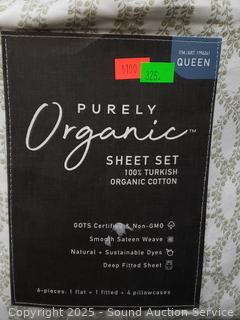 ITM./ART. 1756261
QUEEN
$100
325.
PURELY
Organic™
SHEET SET
100% TURKISH
ORGANIC COTTON
GOTS Certified & Non-GMO
Smooth Sateen Weave
Natural + Sustainable Dyes
Deep Fitted Sheet
6-pieces: 1 flat + 1 fitted + 4 pillowcases
Copyright 2025 - Sound Auction Service